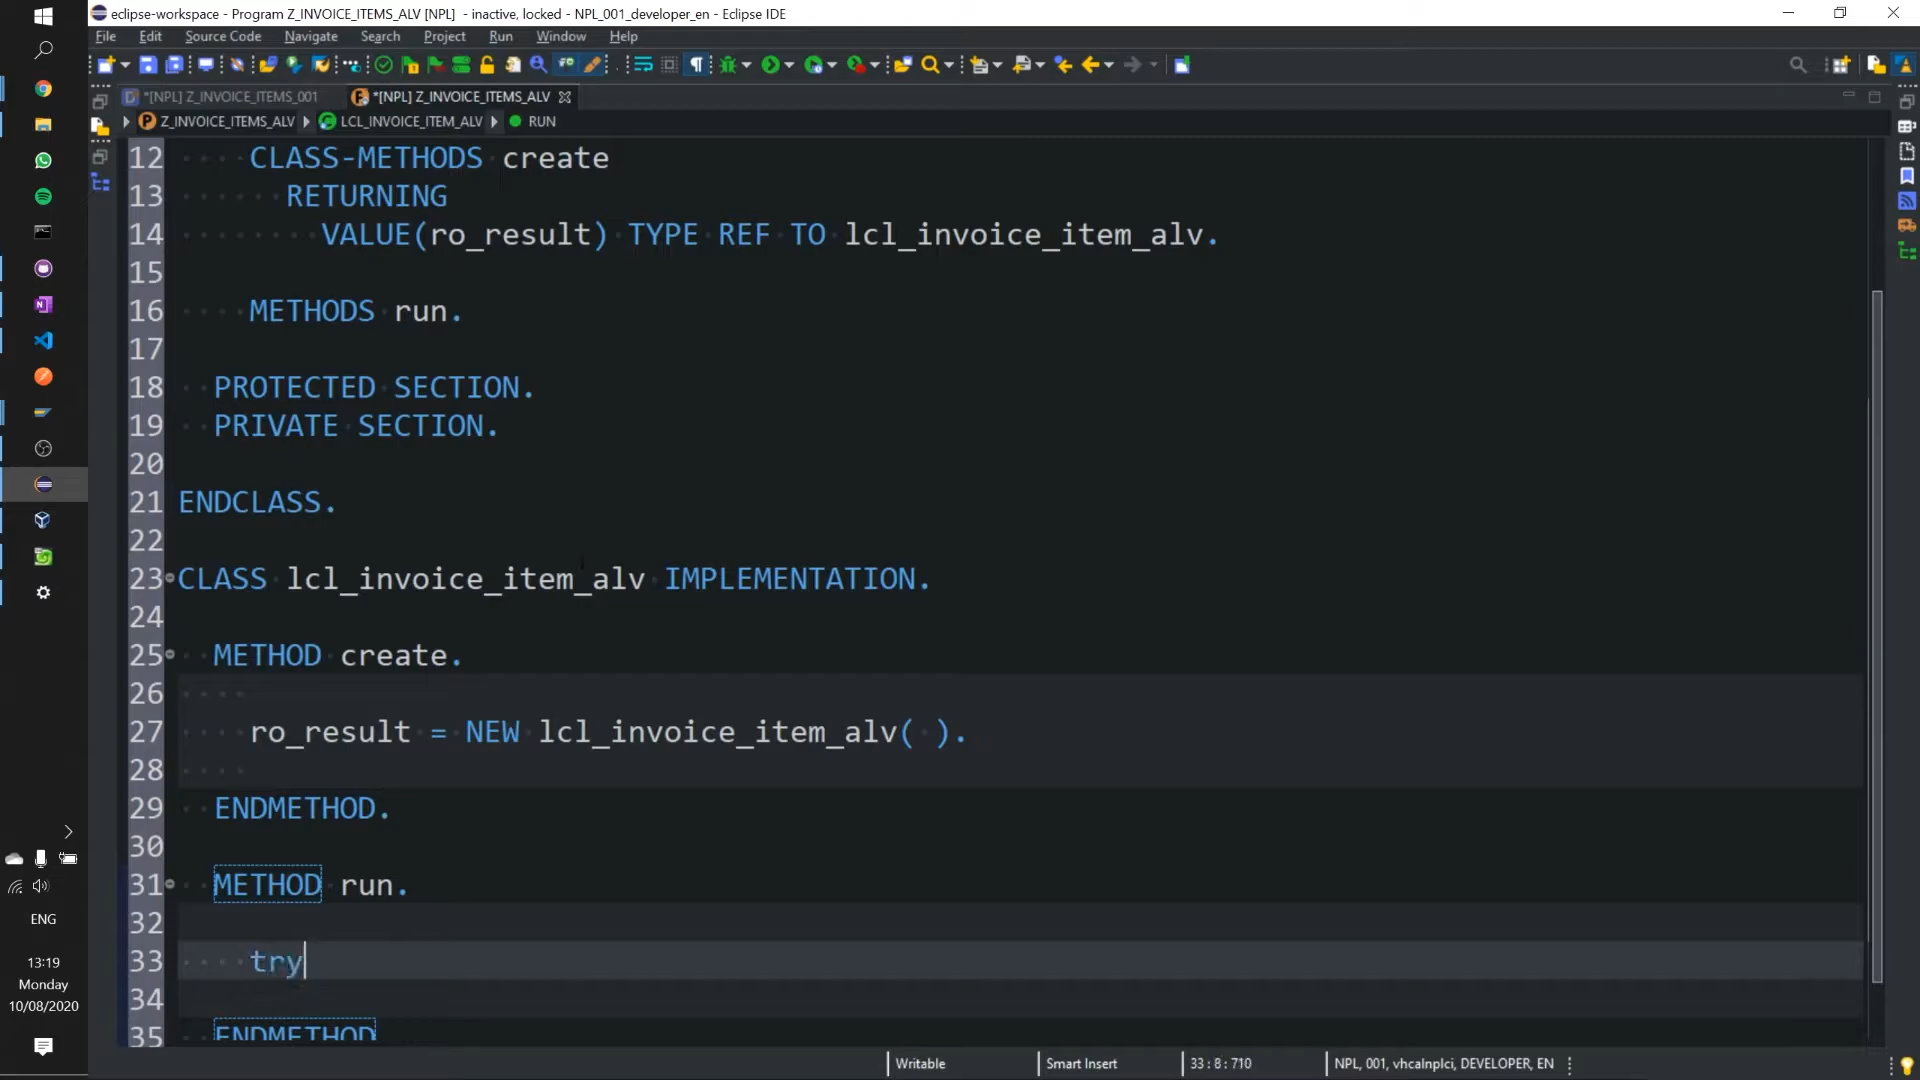 eclipse-workspace - Program Z_INVOICE_ITEMS_ALV [NPL] - inactive, locked - NPL_001_developer_en - Eclipse IDE
File Edit Source Code Navigate Search Project Run Window Help
*[NPL] Z_INVOICE_ITEMS_001 *[NPL] Z_INVOICE_ITEMS_ALV
Z_INVOICE_ITEMS_ALV LCL_INVOICE_ITEM_ALV RUN
12 CLASS-METHODS create
13 RETURNING
14 VALUE(ro_result) TYPE REF TO lcl_invoice_item_alv.
15
16 METHODS run.
17
18 PROTECTED SECTION.
19 PRIVATE SECTION.
20
21 ENDCLASS.
22
23 CLASS lcl_invoice_item_alv IMPLEMENTATION.
24
25 METHOD create.
26
27 ro_result = NEW lcl_invoice_item_alv( ).
28
29 ENDMETHOD.
30
31 METHOD run.
32
33 try
34
35 ENDMETHOD
Writable Smart Insert 33 : 8 : 710 NPL, 001, vhcalnplci, DEVELOPER, EN
ENG
13:19
Monday
10/08/2020